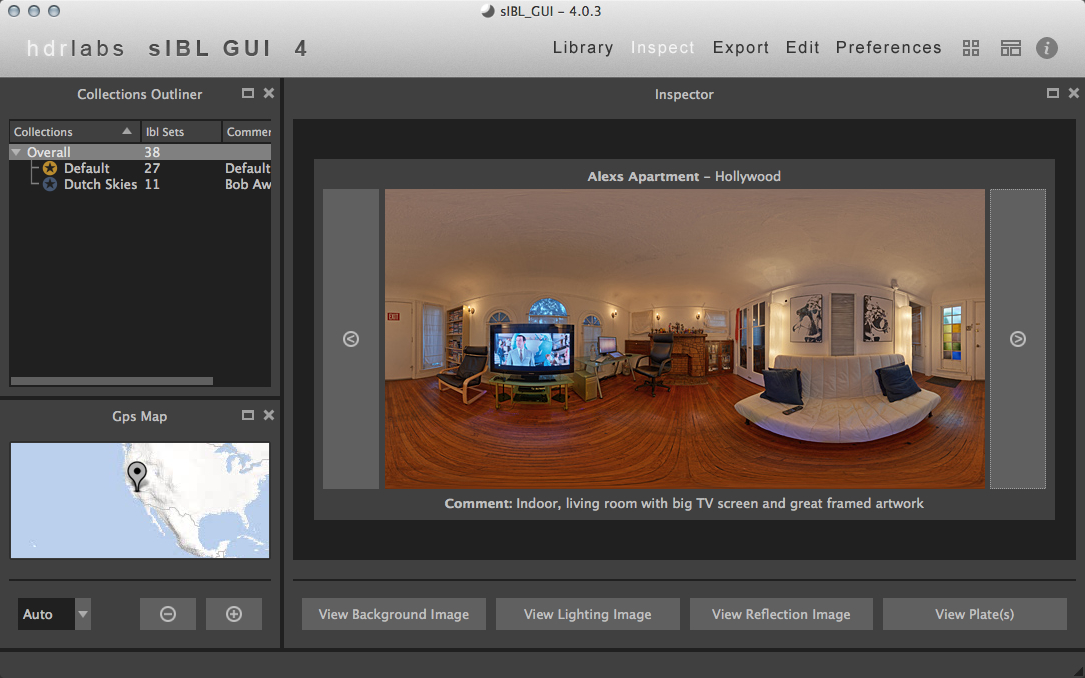 sIBL_GUI – 4.0.3
hdrlabs sIBL GUI 4
Library Inspect Export Edit Preferences
Collections Outliner
Collections Ibl Sets Commer
Overall 38
Default 27 Default
Dutch Skies 11 Bob Aw
Gps Map
Auto
Inspector
Alexs Apartment – Hollywood
EXIT
Comment: Indoor, living room with big TV screen and great framed artwork
View Background Image View Lighting Image View Reflection Image View Plate(s)